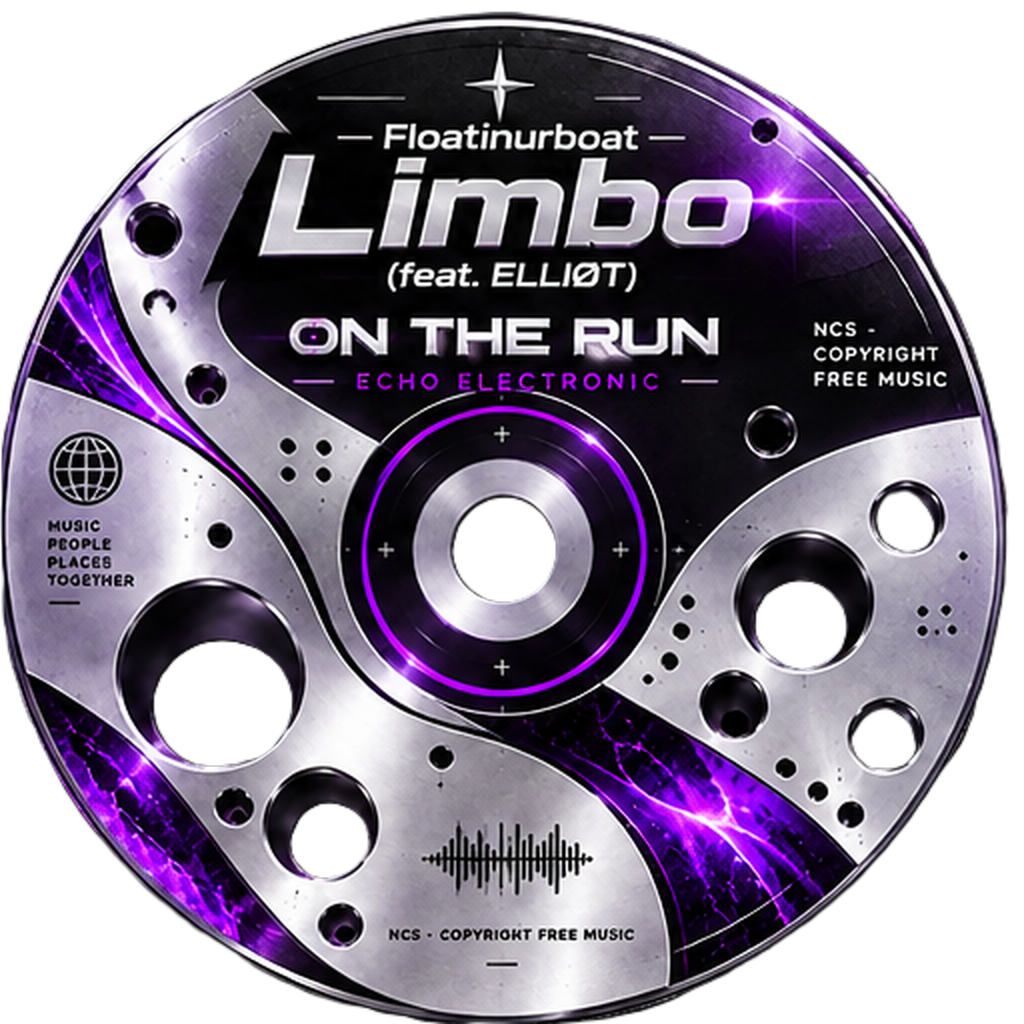 Floatinurboat
Limbo
(feat. ELLIØT)
ON THE RUN
ECHO ELECTRONIC
NCS -
COPYRIGHT
FREE MUSIC
MUSIC
PEOPLE
PLACES
TOGETHER
NCS - COPYRIGHT FREE MUSIC